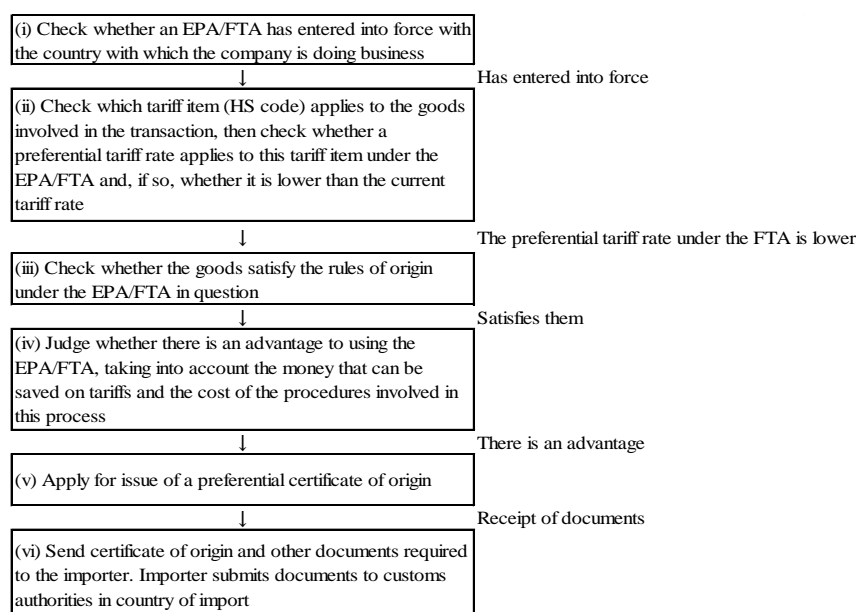 (i) Check whether an EPA/FTA has entered into force with
the country with which the company is doing business
↓
Has entered into force
(ii) Check which tariff item (HS code) applies to the goods
involved in the transaction, then check whether a
preferential tariff rate applies to this tariff item under the
EPA/FTA and, if so, whether it is lower than the current
tariff rate
↓
The preferential tariff rate under the FTA is lower
(iii) Check whether the goods satisfy the rules of origin
under the EPA/FTA in question
↓
Satisfies them
(iv) Judge whether there is an advantage to using the
EPA/FTA, taking into account the money that can be
saved on tariffs and the cost of the procedures involved in
this process
↓
There is an advantage
(v) Apply for issue of a preferential certificate of origin
↓
Receipt of documents
(vi) Send certificate of origin and other documents required
to the importer. Importer submits documents to customs
authorities in country of import